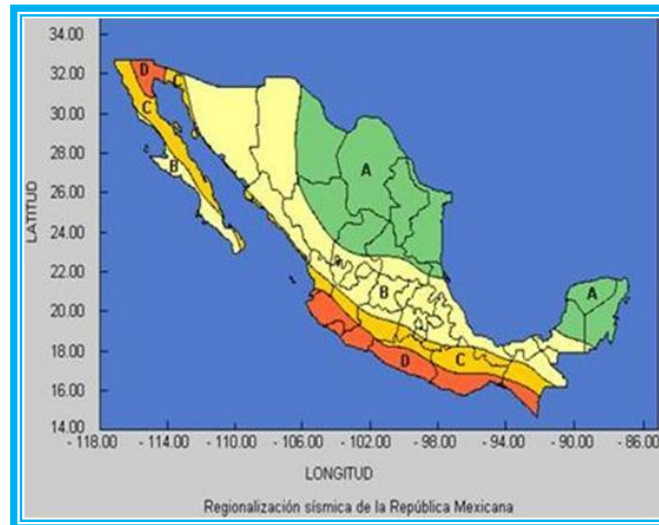 34.00
32.00
30.00
28.00
26.00
24.00
22.00
20.00
18.00
16.00
14.00
LATITUD
D
C
C
B
A
A
B
C
D
- 118.00 - 114.00 - 110.00 - 106.00 - 102.00 - 98.00 - 94.00 - 90.00 - 86.00
LONGITUD
Regionalización sísmica de la República Mexicana